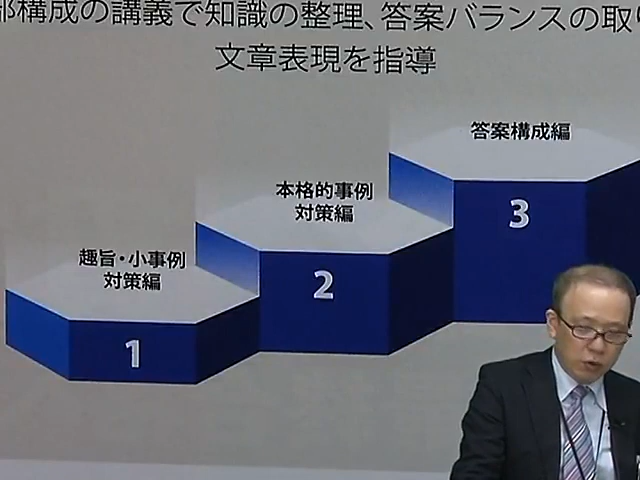 部構成の講義で知識の整理、答案バランスの取り
文章表現を指導
答案構成編
3
本格的事例
対策編
2
趣旨・小事例
対策編
1